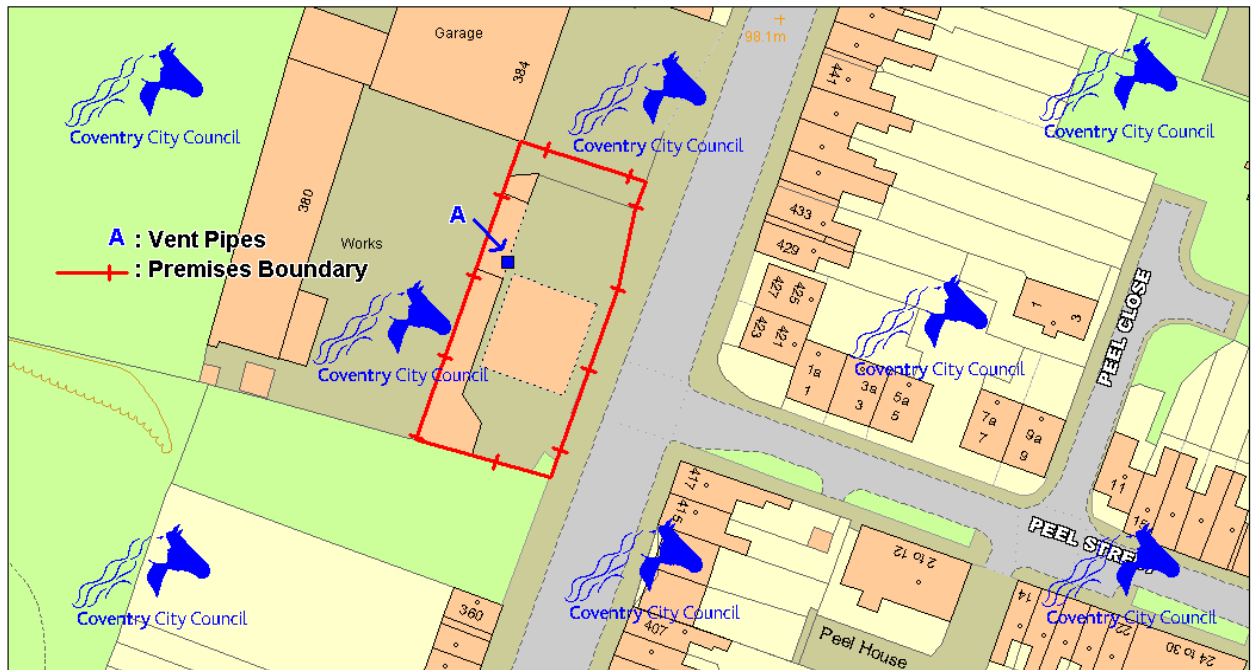 Garage
384
98.1m
441
Coventry City Council
Coventry City Council
Coventry City Council
380
A
433
A : Vent Pipes
Works
429
: Premises Boundary
427
425
423
421
1
3
PEEL CLOSE
Coventry City Council
Coventry City Council
1a
1
3a
3
5a
5
7a
7
9a
9
417
415
11
2 to 12
PEEL STREET
360
407
Peel House
14
22
24 to 30
Coventry City Council
Coventry City Council
Coventry City Council